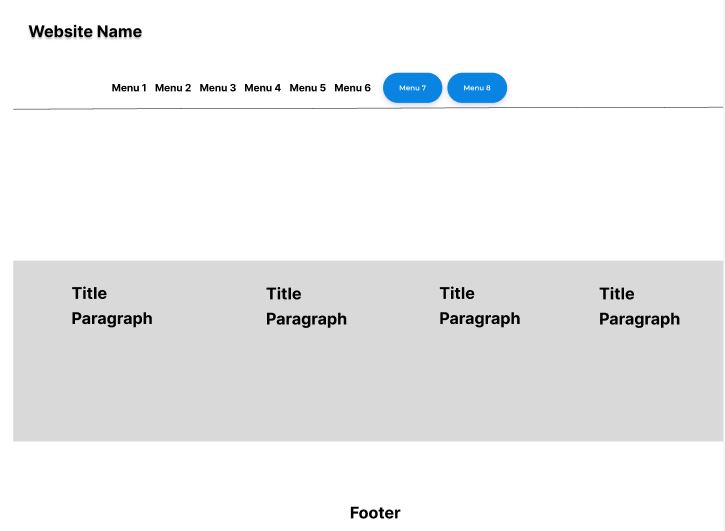 Website Name
Menu 1 Menu 2 Menu 3 Menu 4 Menu 5 Menu 6 Menu 7 Menu 8
Title Title Title Title
Paragraph Paragraph Paragraph Paragraph
Footer